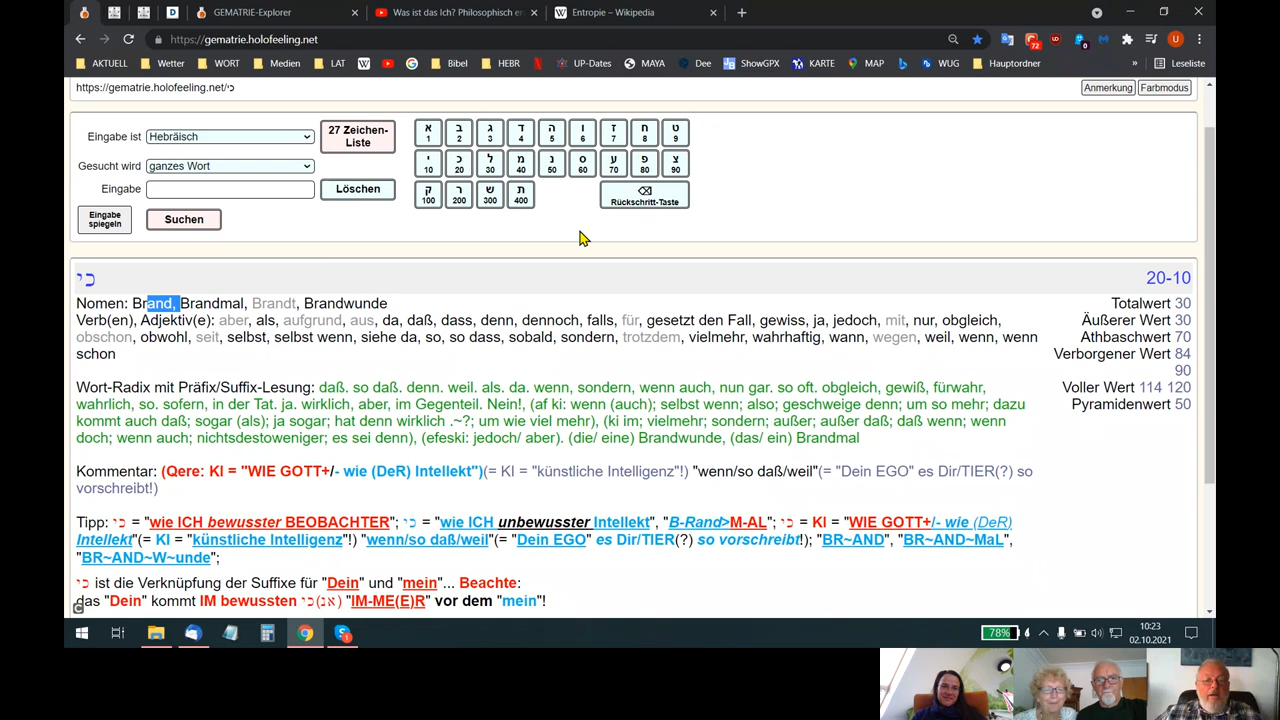 GEMATRIE-Explorer
Was ist das Ich? Philosophisch er
Entropie – Wikipedia
https://gematrie.holofeeling.net
AKTUELL Wetter WORT Medien LAT Bibel HEBR UP-Dates MAYA Dee ShowGPX KARTE MAP WUG Hauptordner » Leseliste
https://gematrie.holofeeling.net/כי
Anmerkung Farbmodus
Eingabe ist Hebräisch
27 Zeichen-Liste
Gesucht wird ganzes Wort
Eingabe
Löschen
Eingabe spiegeln
Suchen
א ב ג ד ה ו ז ח ט
1 2 3 4 5 6 7 8 9
י כ ל מ נ ס ע פ צ
10 20 30 40 50 60 70 80 90
ק ר ש ת
100 200 300 400
Rückschritt-Taste
כי 20-10
Nomen: Brand, Brandmal, Brandt, Brandwunde
Verb(en), Adjektiv(e): aber, als, aufgrund, aus, da, daß, dass, denn, dennoch, falls, für, gesetzt den Fall, gewiss, ja, jedoch, mit, nur, obgleich,
obschon, obwohl, seit, selbst, selbst wenn, siehe da, so, so dass, sobald, sondern, trotzdem, vielmehr, wahrhaftig, wann, wegen, weil, wenn, wenn
schon
Totalwert 30
Äußerer Wert 30
Athbaschwert 70
Verborgener Wert 84
90
Voller Wert 114 120
Pyramidenwert 50
Wort-Radix mit Präfix/Suffix-Lesung: daß. so daß. denn. weil. als. da. wenn, sondern, wenn auch, nun gar. so oft. obgleich, gewiß, fürwahr,
wahrlich, so. sofern, in der Tat. ja. wirklich, aber, im Gegenteil. Nein!, (af ki: wenn (auch); selbst wenn; also; geschweige denn; um so mehr; dazu
kommt auch daß; sogar (als); ja sogar; hat denn wirklich .~?; um wie viel mehr), (ki im; vielmehr; sondern; außer; außer daß; daß wenn; wenn
doch; wenn auch; nichtsdestoweniger; es sei denn), (efeski: jedoch/ aber). (die/ eine) Brandwunde, (das/ ein) Brandmal
Kommentar: (Qere: KI = "WIE GOTT+/- wie (DeR) Intellekt")(= KI = "künstliche Intelligenz"!) "wenn/so daß/weil"(= "Dein EGO" es Dir/TIER(?) so
vorschreibt!)
Tipp: כי = "wie ICH bewusster BEOBACHTER"; כי = "wie ICH unbewusster Intellekt", "B-Rand>M-AL"; כי = KI = "WIE GOTT+/- wie (DeR)
Intellekt"(= KI = "künstliche Intelligenz"!) "wenn/so daß/weil"(= "Dein EGO" es Dir/TIER(?) so vorschreibt!); "BR~AND", "BR~AND~MaL",
"BR~AND~W~unde";
כי ist die Verknüpfung der Suffixe für "Dein" und "mein"... Beachte:
das "Dein" kommt IM bewussten כי(אנ) "IM-ME(E)R" vor dem "mein"!
78%
10:23
02.10.2021